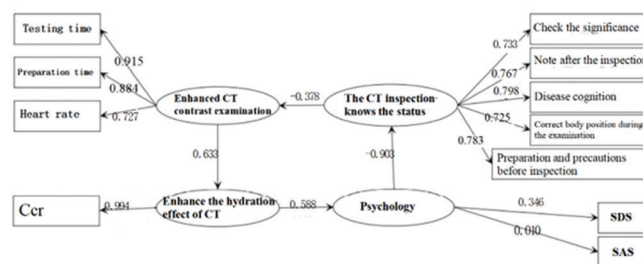 Testing time
Preparation time
Heart rate
0.915
0.884
0.727
Enhanced CT
contrast examination
-0.378
The CT inspection
knows the status
0.733
0.767
0.798
0.725
0.783
Check the significance
Note after the inspection
Disease cognition
Correct body position during
the examination
Preparation and precautions
before inspection
0.633
-0.903
Ccr
0.994
Enhance the hydration
effect of CT
0.588
Psychology
0.346
0.010
SDS
SAS